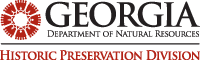 GEORGIA
DEPARTMENT OF NATURAL RESOURCES
HISTORIC PRESERVATION DIVISION